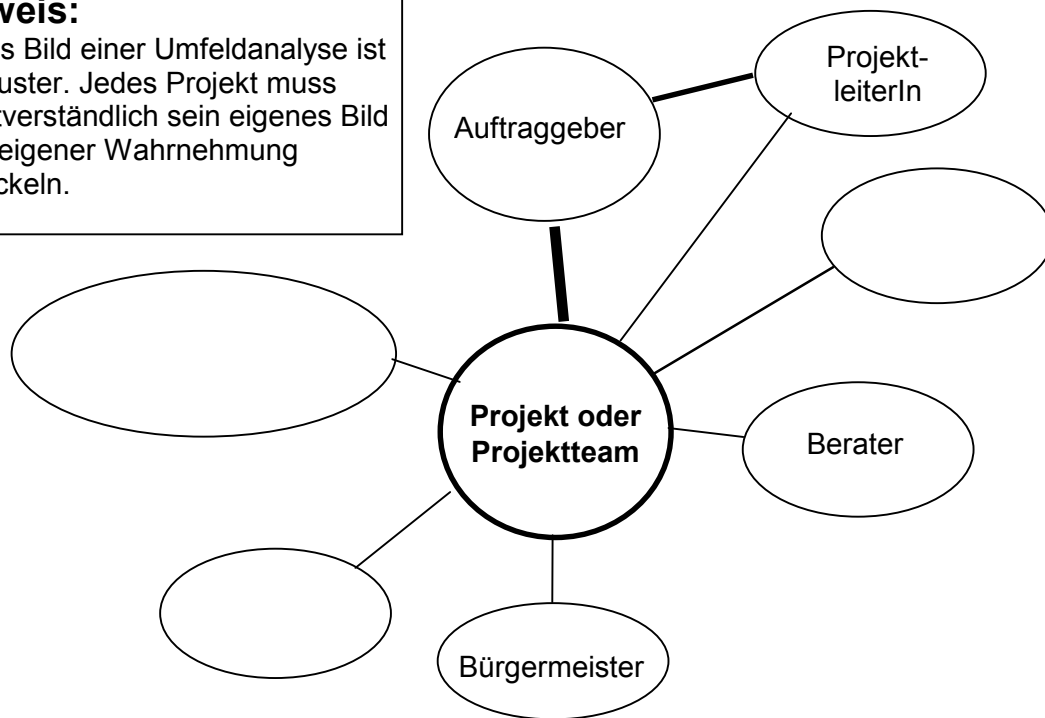 weis:
s Bild einer Umfeldanalyse ist
uster. Jedes Projekt muss
tverständlich sein eigenes Bild
eigener Wahrnehmung
ckeln.
Auftraggeber
Projekt-
leiterIn
Projekt oder
Projektteam
Berater
Bürgermeister